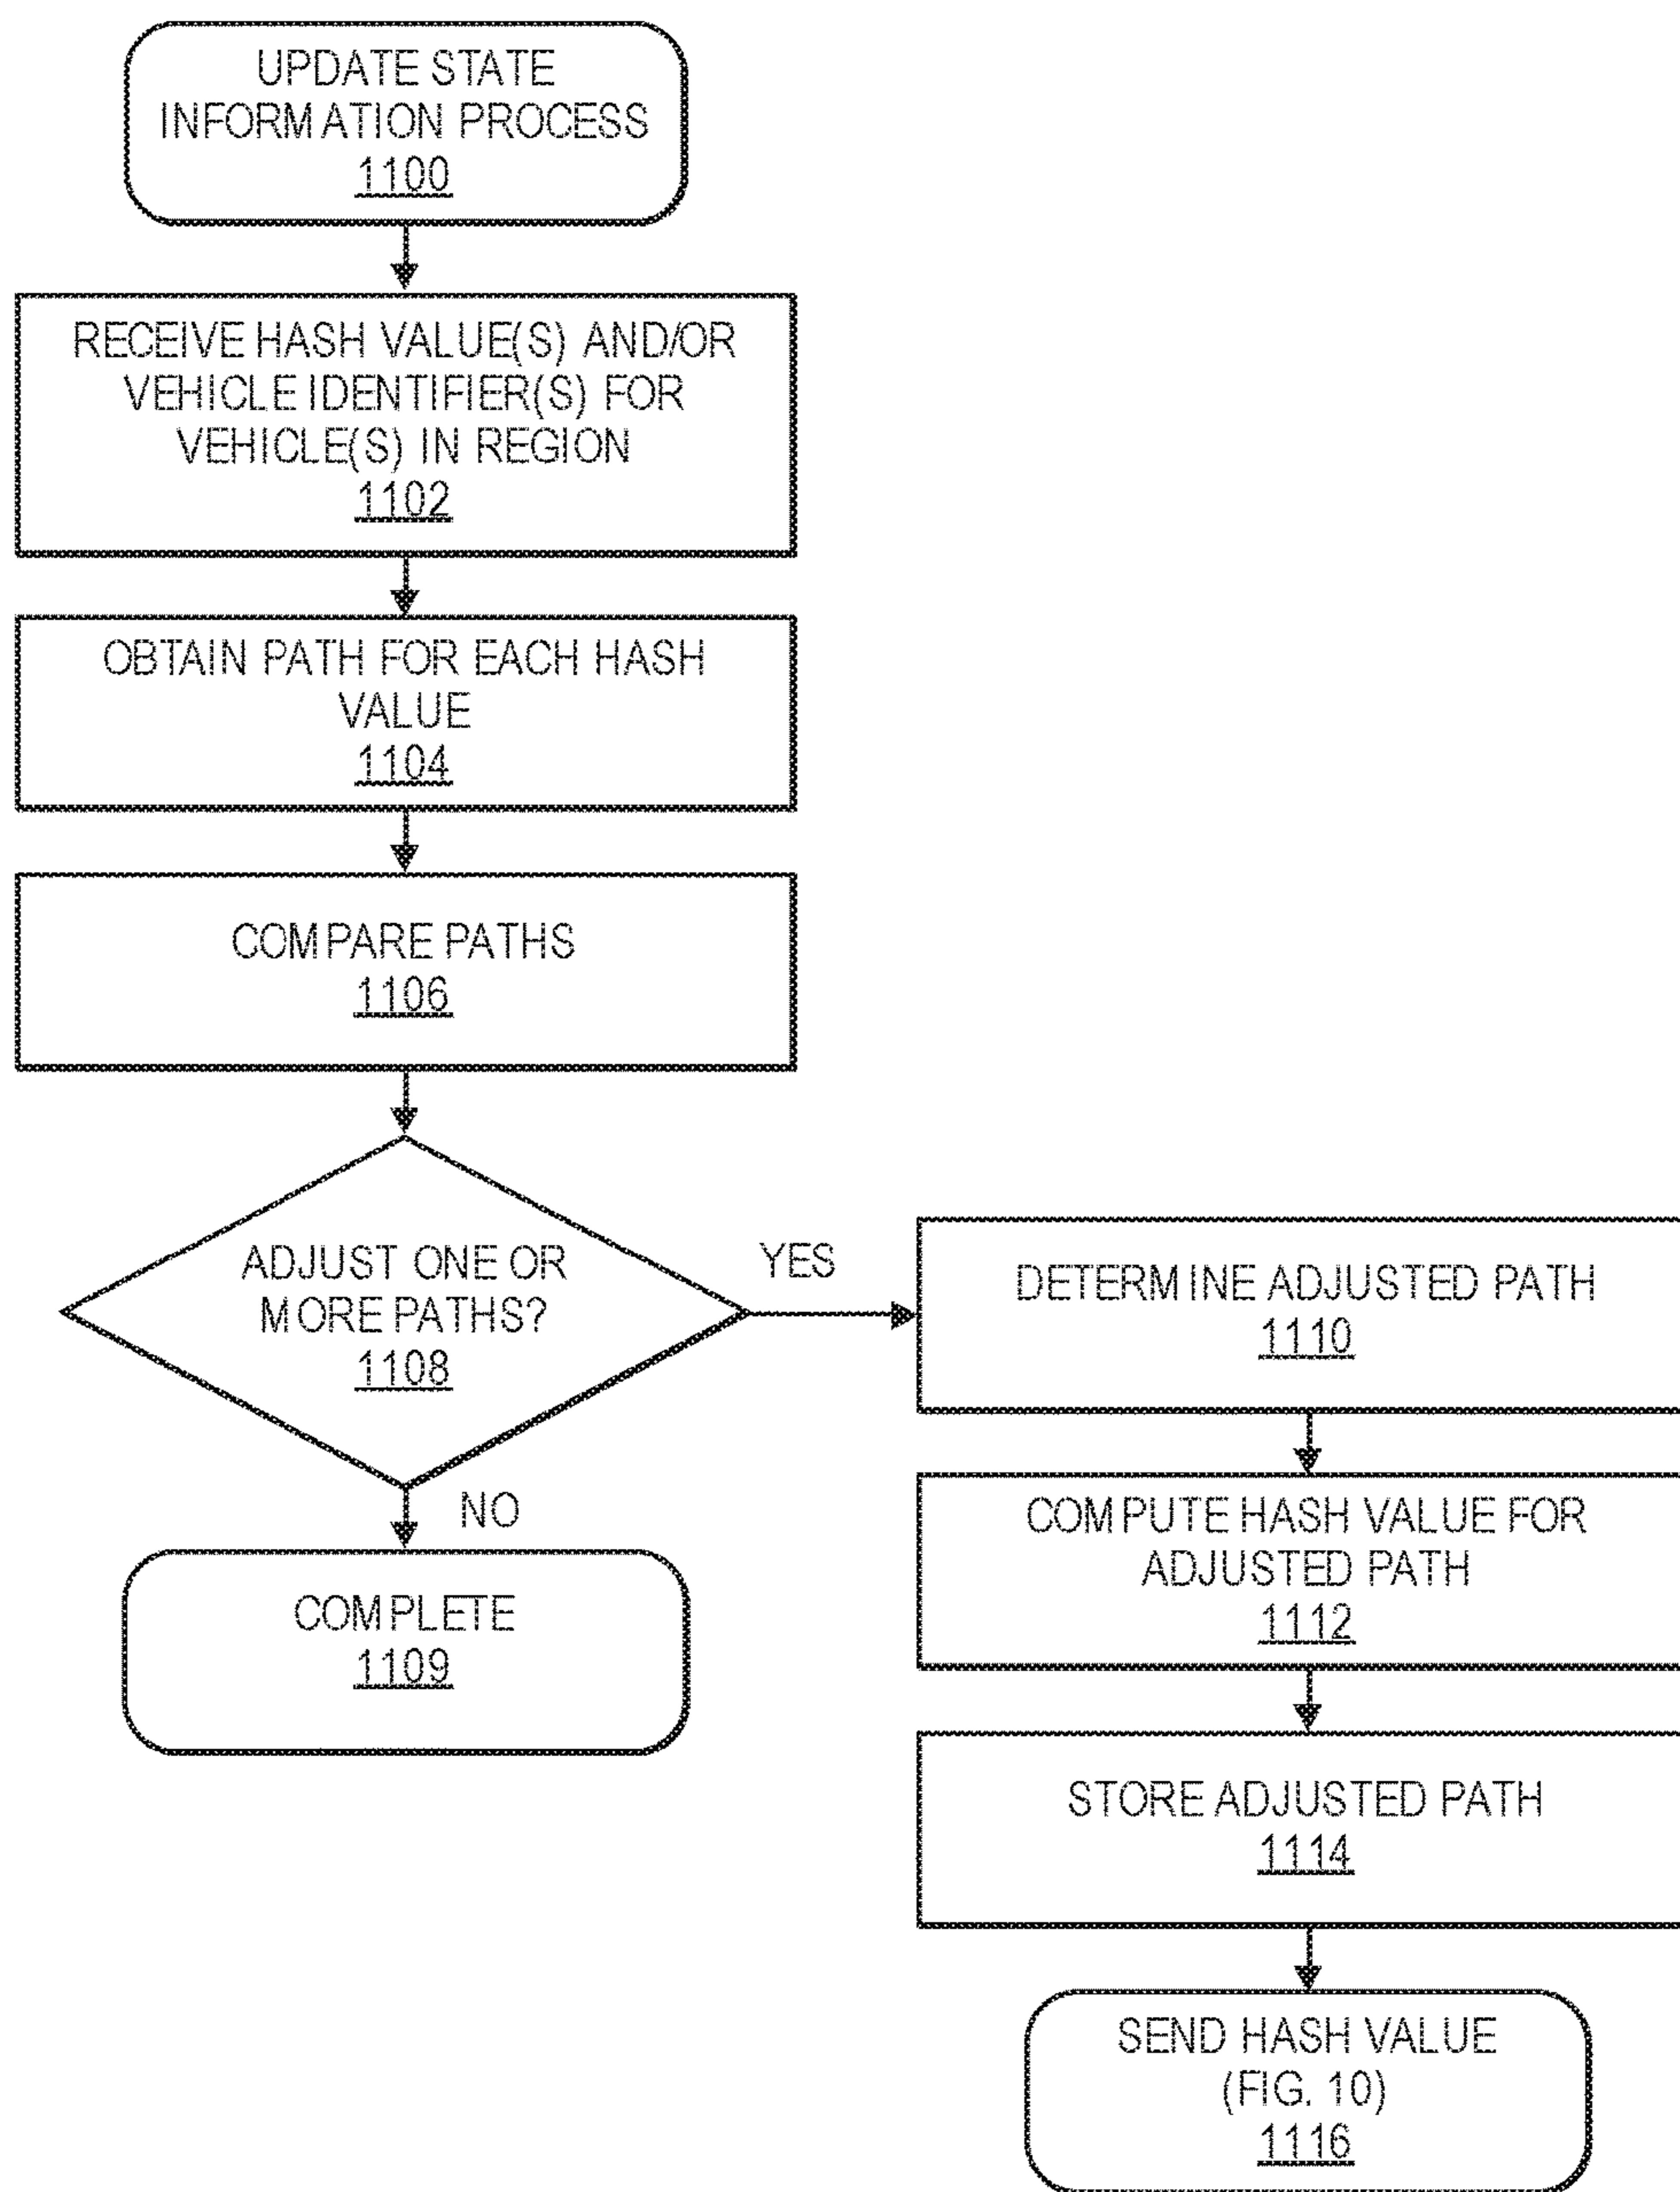 UPDATE STATE
INFORMATION PROCESS
1100
RECEIVE HASH VALUE(S) AND/OR
VEHICLE IDENTIFIER(S) FOR
VEHICLE(S) IN REGION
1102
OBTAIN PATH FOR EACH HASH
VALUE
1104
COMPARE PATHS
1106
ADJUST ONE OR
MORE PATHS?
1108
YES
NO
COMPLETE
1109
DETERMINE ADJUSTED PATH
1110
COMPUTE HASH VALUE FOR
ADJUSTED PATH
1112
STORE ADJUSTED PATH
1114
SEND HASH VALUE
(FIG. 10)
1116